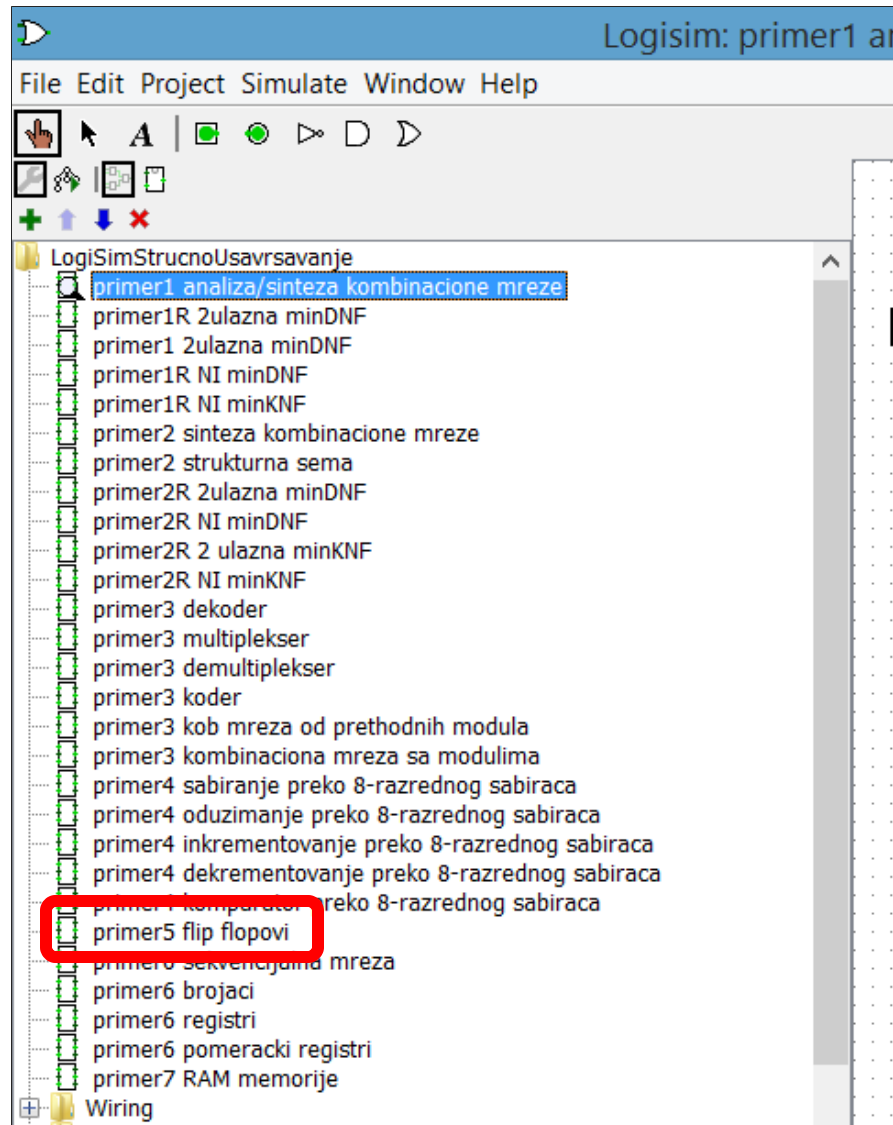 Logisim: primer1
File Edit Project Simulate Window Help
A
LogiSimStrucnoUsavrsavanje
primer1 analiza/sinteza kombinacione mreze
primer1R 2ulazna minDNF
primer1 2ulazna minDNF
primer1R NI minDNF
primer1R NI minKNF
primer2 sinteza kombinacione mreze
primer2 strukturna sema
primer2R 2ulazna minDNF
primer2R NI minDNF
primer2R 2 ulazna minKNF
primer2R NI minKNF
primer3 dekoder
primer3 multiplekser
primer3 demultiplekser
primer3 koder
primer3 kob mreza od prethodnih modula
primer3 kombinaciona mreza sa modulima
primer4 sabiranje preko 8-razrednog sabiraca
primer4 oduzimanje preko 8-razrednog sabiraca
primer4 inkrementovanje preko 8-razrednog sabiraca
primer4 dekrementovanje preko 8-razrednog sabiraca
primer4 komparator preko 8-razrednog sabiraca
primer5 flip flopovi
primer6 sekvencijalna mreza
primer6 brojaci
primer6 registri
primer6 pomeracki registri
primer7 RAM memorije
Wiring